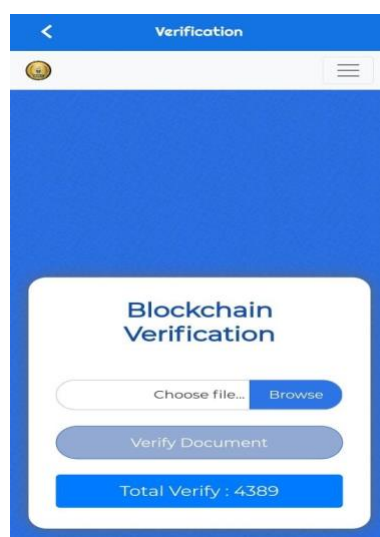 Verification
Blockchain
Verification
Choose file...
Browse
Verify Document
Total Verify : 4389